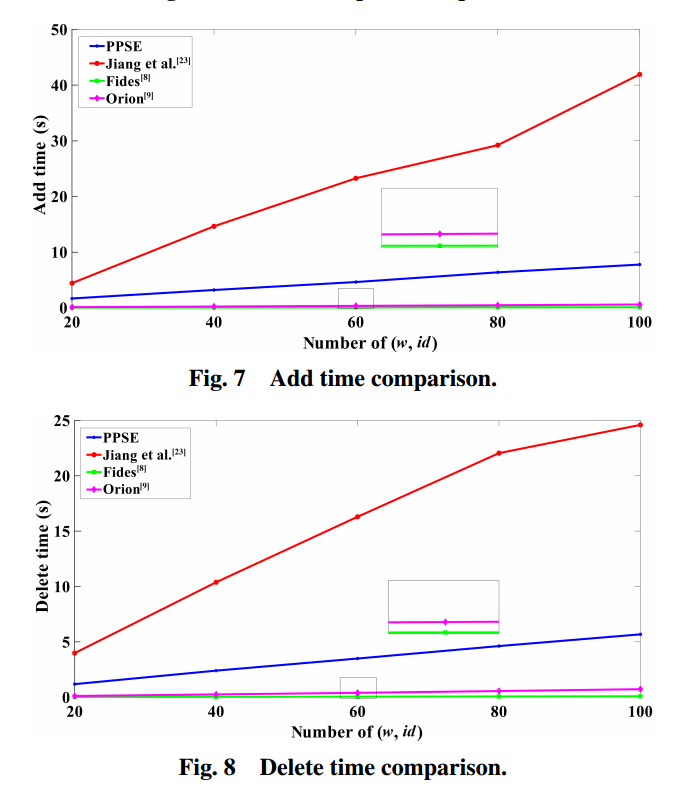 50
40
30
20
10
0
Add time (s)
PPSE
Jiang et al.[23]
Fides[8]
Orion[9]
20 40 60 80 100
Number of (w, id)
Fig. 7 Add time comparison.
25
20
15
10
5
0
Delete time (s)
PPSE
Jiang et al.[23]
Fides[8]
Orion[9]
20 40 60 80 100
Number of (w, id)
Fig. 8 Delete time comparison.